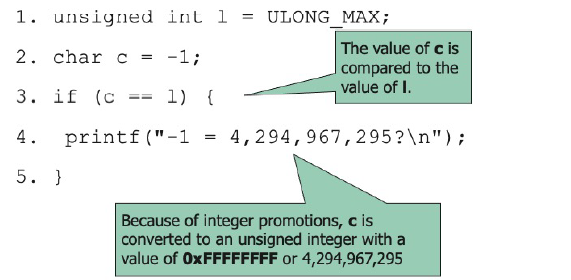 1. unsigned int l = ULONG_MAX;
2. char c = -1;
The value of c is
compared to the
value of l.
3. if (c == l) {
4. printf("-1 = 4,294,967,295?\n");
5. }
Because of integer promotions, c is
converted to an unsigned integer with a
value of 0xFFFFFFFF or 4,294,967,295